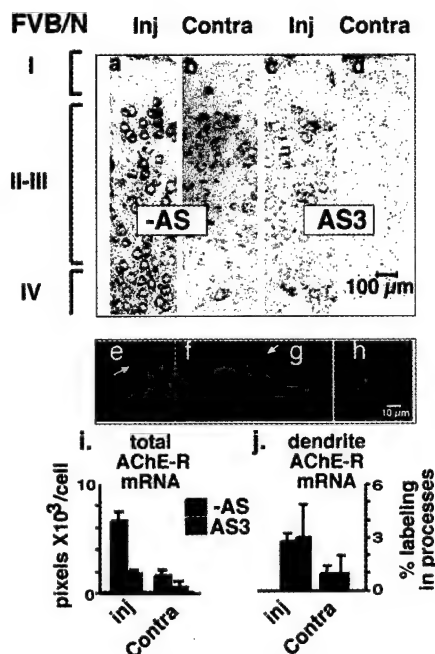 FVB/N Inj Contra Inj Contra
I
a b c d
II-III
-AS AS3
IV
100 µm
e f g h
10 µm
i. total AChE-R mRNA
j. dendrite AChE-R mRNA
pixels X10³/cell
10
0
-AS
AS3
6
3
0
% labeling in processes
Inj Contra
Inj Contra